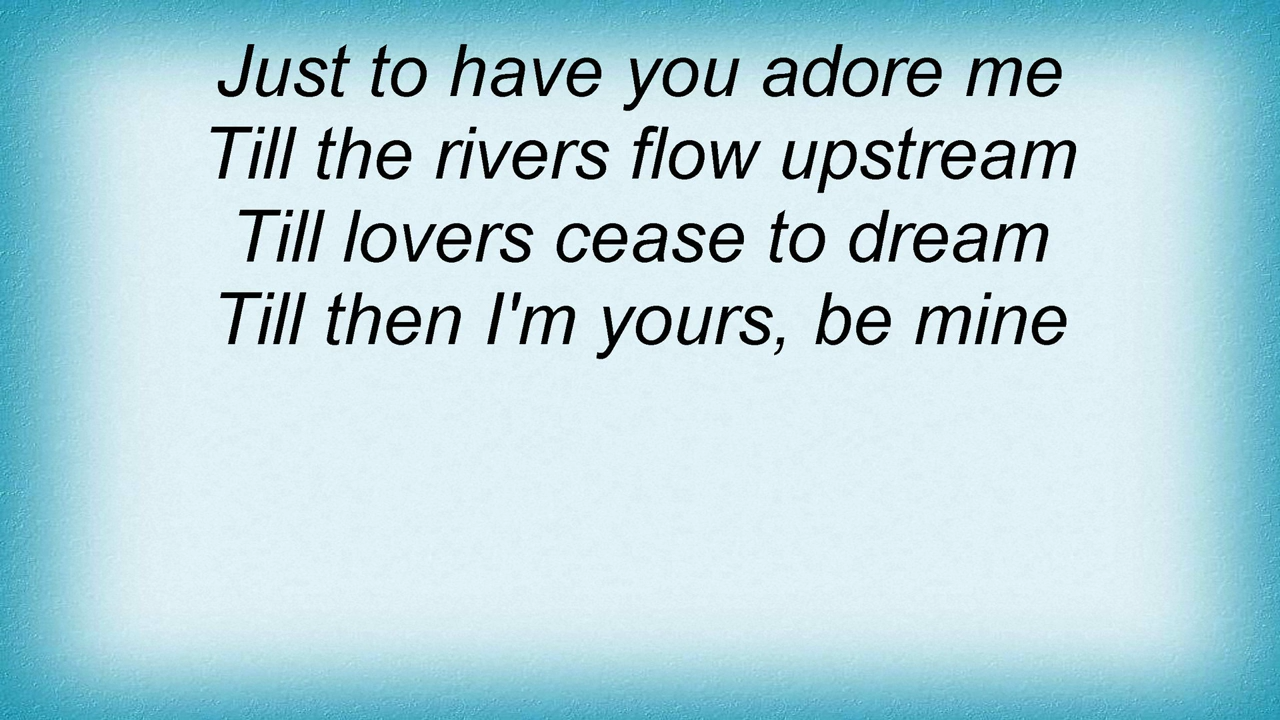 Just to have you adore me
Till the rivers flow upstream
Till lovers cease to dream
Till then I'm yours, be mine